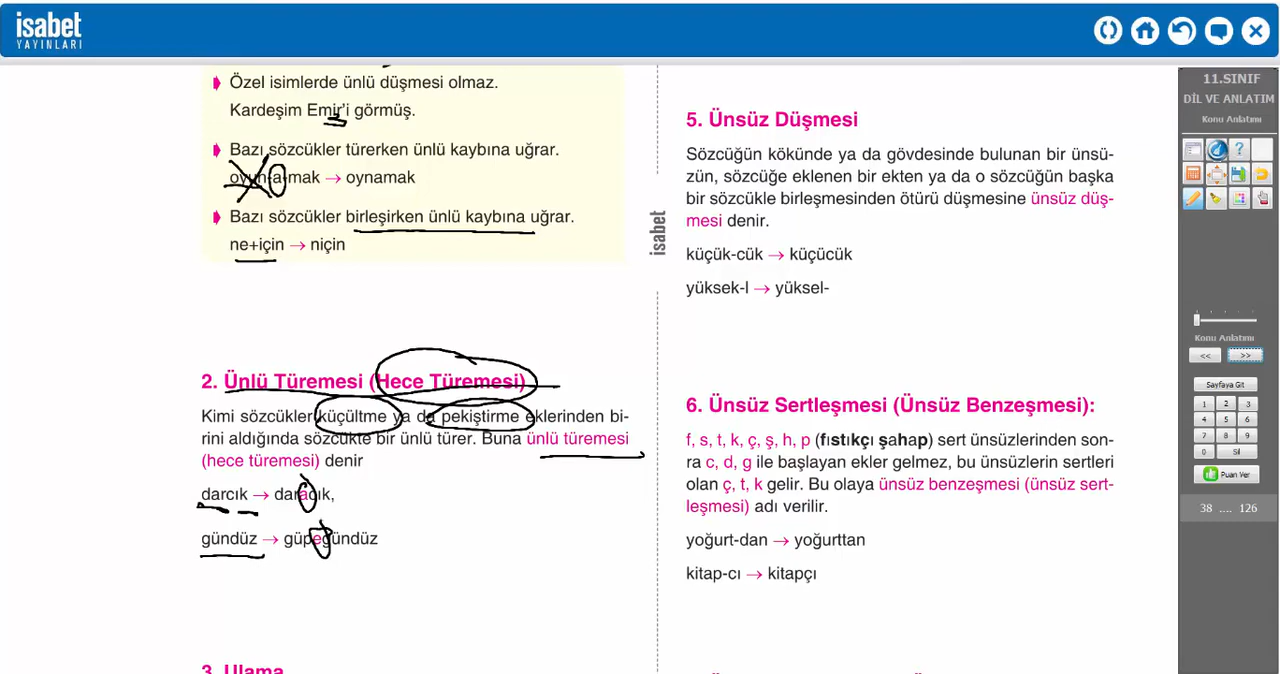 isabet
YAYINLARI
Özel isimlerde ünlü düşmesi olmaz.
Kardeşim Emir'i görmüş.
Bazı sözcükler türerken ünlü kaybına uğrar.
oyun-a-mak → oynamak
Bazı sözcükler birleşirken ünlü kaybına uğrar.
ne+için → niçin
2. Ünlü Türemesi (Hece Türemesi)
Kimi sözcükler küçültme ya da pekiştirme eklerinden bi-
rini aldığında sözcükte bir ünlü türer. Buna ünlü türemesi
(hece türemesi) denir
darcık → daracık,
gündüz → güpegündüz
3. Ulama
isabet
5. Ünsüz Düşmesi
Sözcüğün kökünde ya da gövdesinde bulunan bir ünsü-
zün, sözcüğe eklenen bir ekten ya da o sözcüğün başka
bir sözcükle birleşmesinden ötürü düşmesine ünsüz düş-
mesi denir.
küçük-cük → küçücük
yüksek-l → yüksel-
6. Ünsüz Sertleşmesi (Ünsüz Benzeşmesi):
f, s, t, k, ç, ş, h, p (fıstıkçı şahap) sert ünsüzlerinden son-
ra c, d, g ile başlayan ekler gelmez, bu ünsüzlerin sertleri
olan ç, t, k gelir. Bu olaya ünsüz benzeşmesi (ünsüz sert-
leşmesi) adı verilir.
yoğurt-dan → yoğurttan
kitap-cı → kitapçı
11.SINIF
DİL VE ANLATIM
Konu Anlatımı
?
Konu Anlatımı
<< >>
Sayfaya Git
1 2 3
4 5 6
7 8 9
0 Sil
Puan Ver
38 .... 126